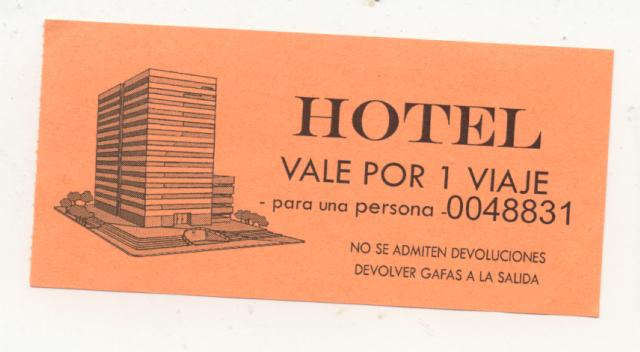 HOTEL
VALE POR 1 VIAJE
- para una persona -0048831
NO SE ADMITEN DEVOLUCIONES
DEVOLVER GAFAS A LA SALIDA